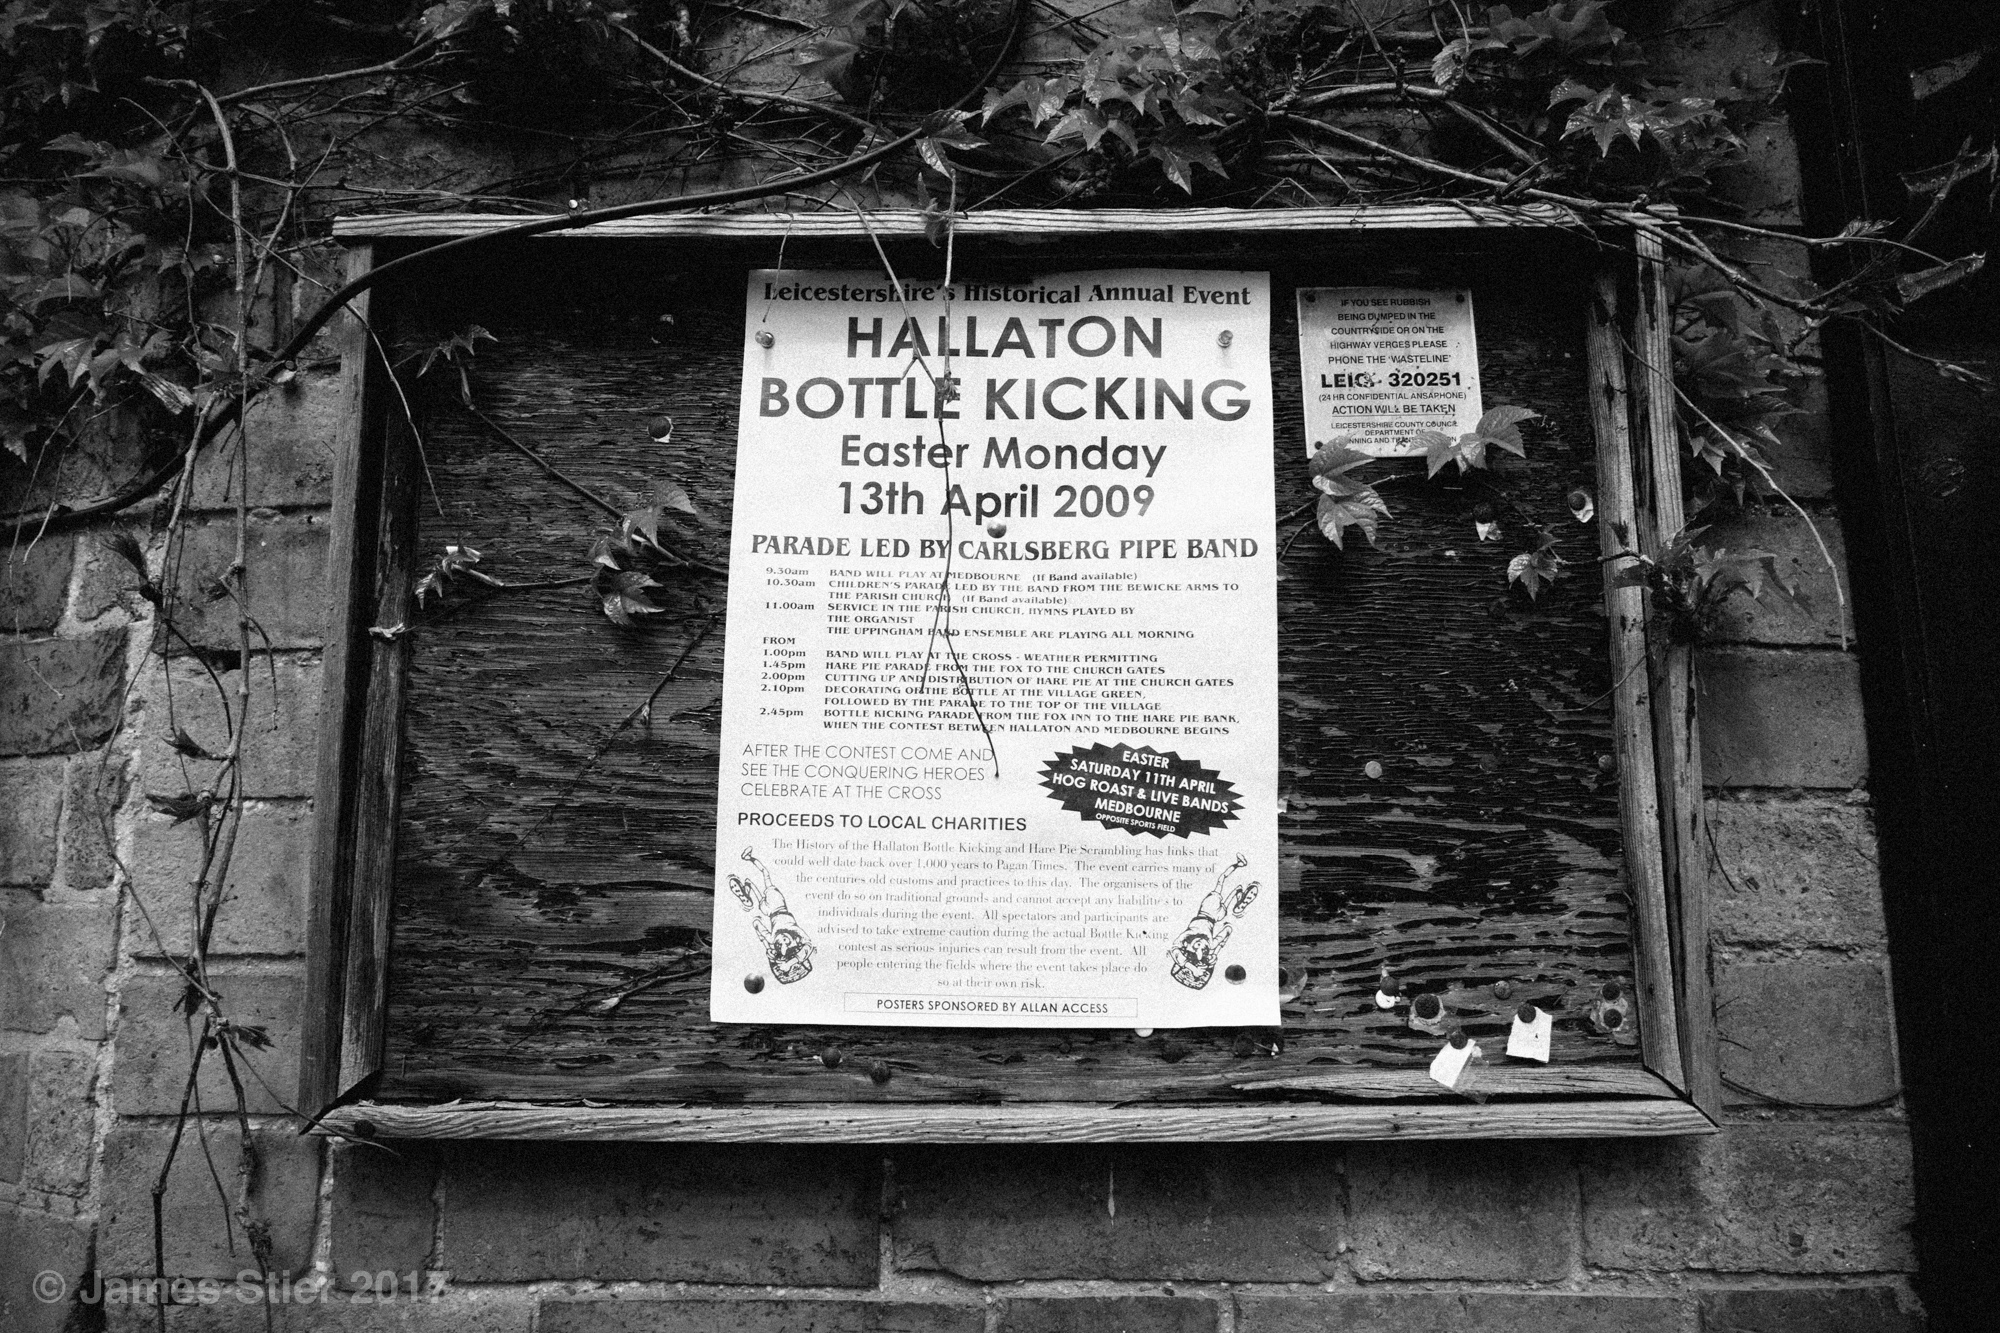 Leicestershire's Historical Annual Event
HALLATON
BOTTLE KICKING
Easter Monday
13th April 2009
PARADE LED BY CARLSBERG PIPE BAND
9.30am BAND WILL PLAY AT MEDBOURNE (If Band available)
10.30am CHILDREN'S PARADE LED BY THE BAND FROM THE BEWICKE ARMS TO
THE PARISH CHURCH (If Band available)
11.00am SERVICE IN THE PARISH CHURCH, HYMNS PLAYED BY
THE ORGANIST
THE UPPINGHAM BAND ENSEMBLE ARE PLAYING ALL MORNING
FROM
1.00pm BAND WILL PLAY AT THE CROSS - WEATHER PERMITTING
1.45pm HARE PIE PARADE FROM THE FOX TO THE CHURCH GATES
2.00pm CUTTING UP AND DISTRIBUTION OF HARE PIE AT THE CHURCH GATES
2.10pm DECORATING OF THE BOTTLE AT THE VILLAGE GREEN,
FOLLOWED BY THE PARADE TO THE TOP OF THE VILLAGE
2.45pm BOTTLE KICKING PARADE FROM THE FOX INN TO THE HARE PIE BANK,
WHEN THE CONTEST BETWEEN HALLATON AND MEDBOURNE BEGINS
AFTER THE CONTEST COME AND
SEE THE CONQUERING HEROES
CELEBRATE AT THE CROSS
EASTER
SATURDAY 11TH APRIL
HOG ROAST & LIVE BANDS
MEDBOURNE
OPPOSITE SPORTS FIELD
PROCEEDS TO LOCAL CHARITIES
The History of the Hallaton Bottle Kicking and Hare Pie Scrambling has links that
could well date back over 1,000 years to Pagan Times. The event carries many of
the centuries old customs and practices to this day. The organisers of the
event do so on traditional grounds and cannot accept any liabilities to
individuals during the event. All spectators and participants are
advised to take extreme caution during the actual Bottle Kicking
contest as serious injuries can result from the event. All
people entering the fields where the event takes place do
so at their own risk.
POSTERS SPONSORED BY ALLAN ACCESS
IF YOU SEE RUBBISH
BEING DUMPED IN THE
COUNTRYSIDE OR ON THE
HIGHWAY VERGES PLEASE
PHONE THE 'WASTELINE'
LEIC. 320251
(24 HR CONFIDENTIAL ANSAPHONE)
ACTION WILL BE TAKEN
LEICESTERSHIRE COUNTY COUNCIL
DEPARTMENT OF
AND
© James Stier 2017